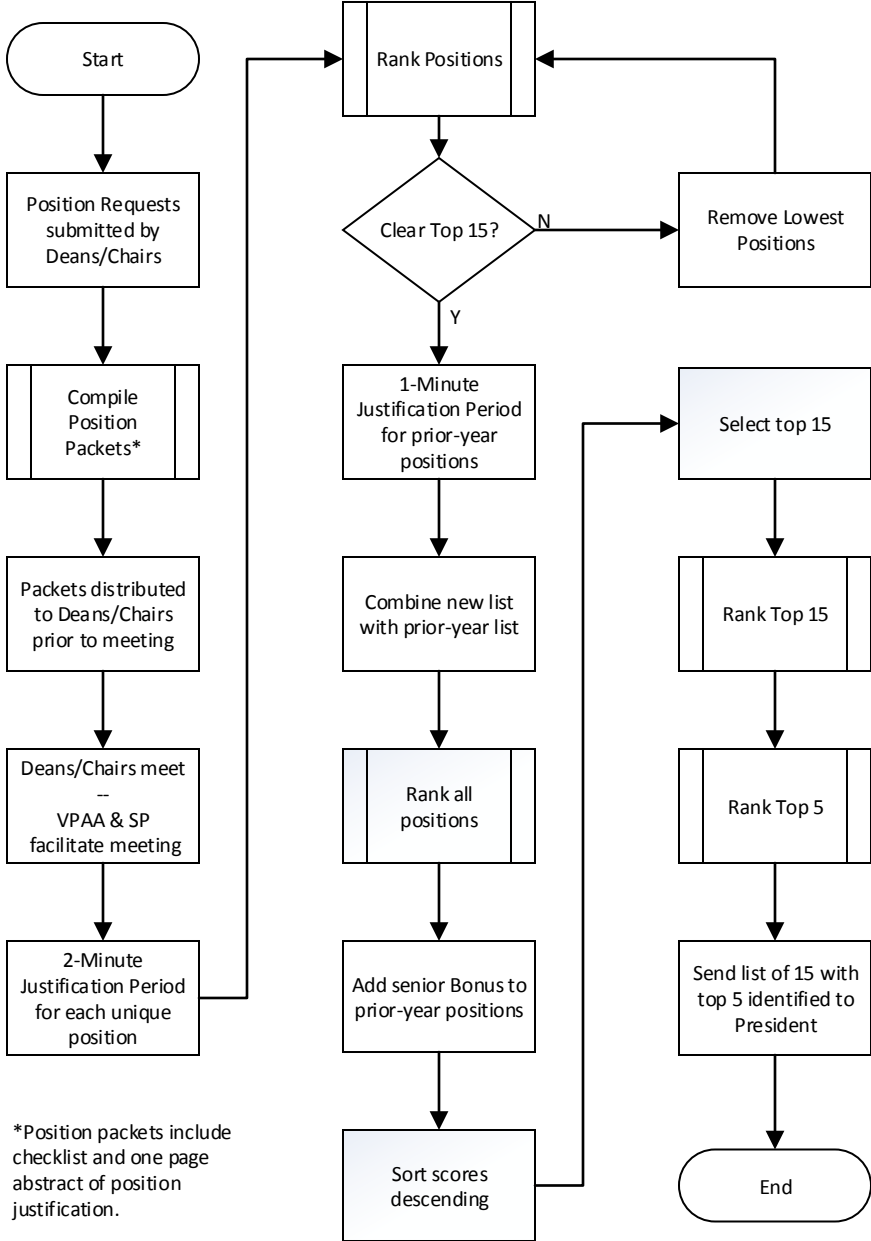 Start
Position Requests
submitted by
Deans/Chairs
Compile
Position
Packets*
Packets distributed
to Deans/Chairs
prior to meeting
Deans/Chairs meet
--
VPAA & SP
facilitate meeting
2-Minute
Justification Period
for each unique
position
*Position packets include
checklist and one page
abstract of position
justification.
Rank Positions
Clear Top 15?
N
Y
Remove Lowest
Positions
1-Minute
Justification Period
for prior-year
positions
Combine new list
with prior-year list
Rank all
positions
Add senior Bonus to
prior-year positions
Sort scores
descending
Select top 15
Rank Top 15
Rank Top 5
Send list of 15 with
top 5 identified to
President
End